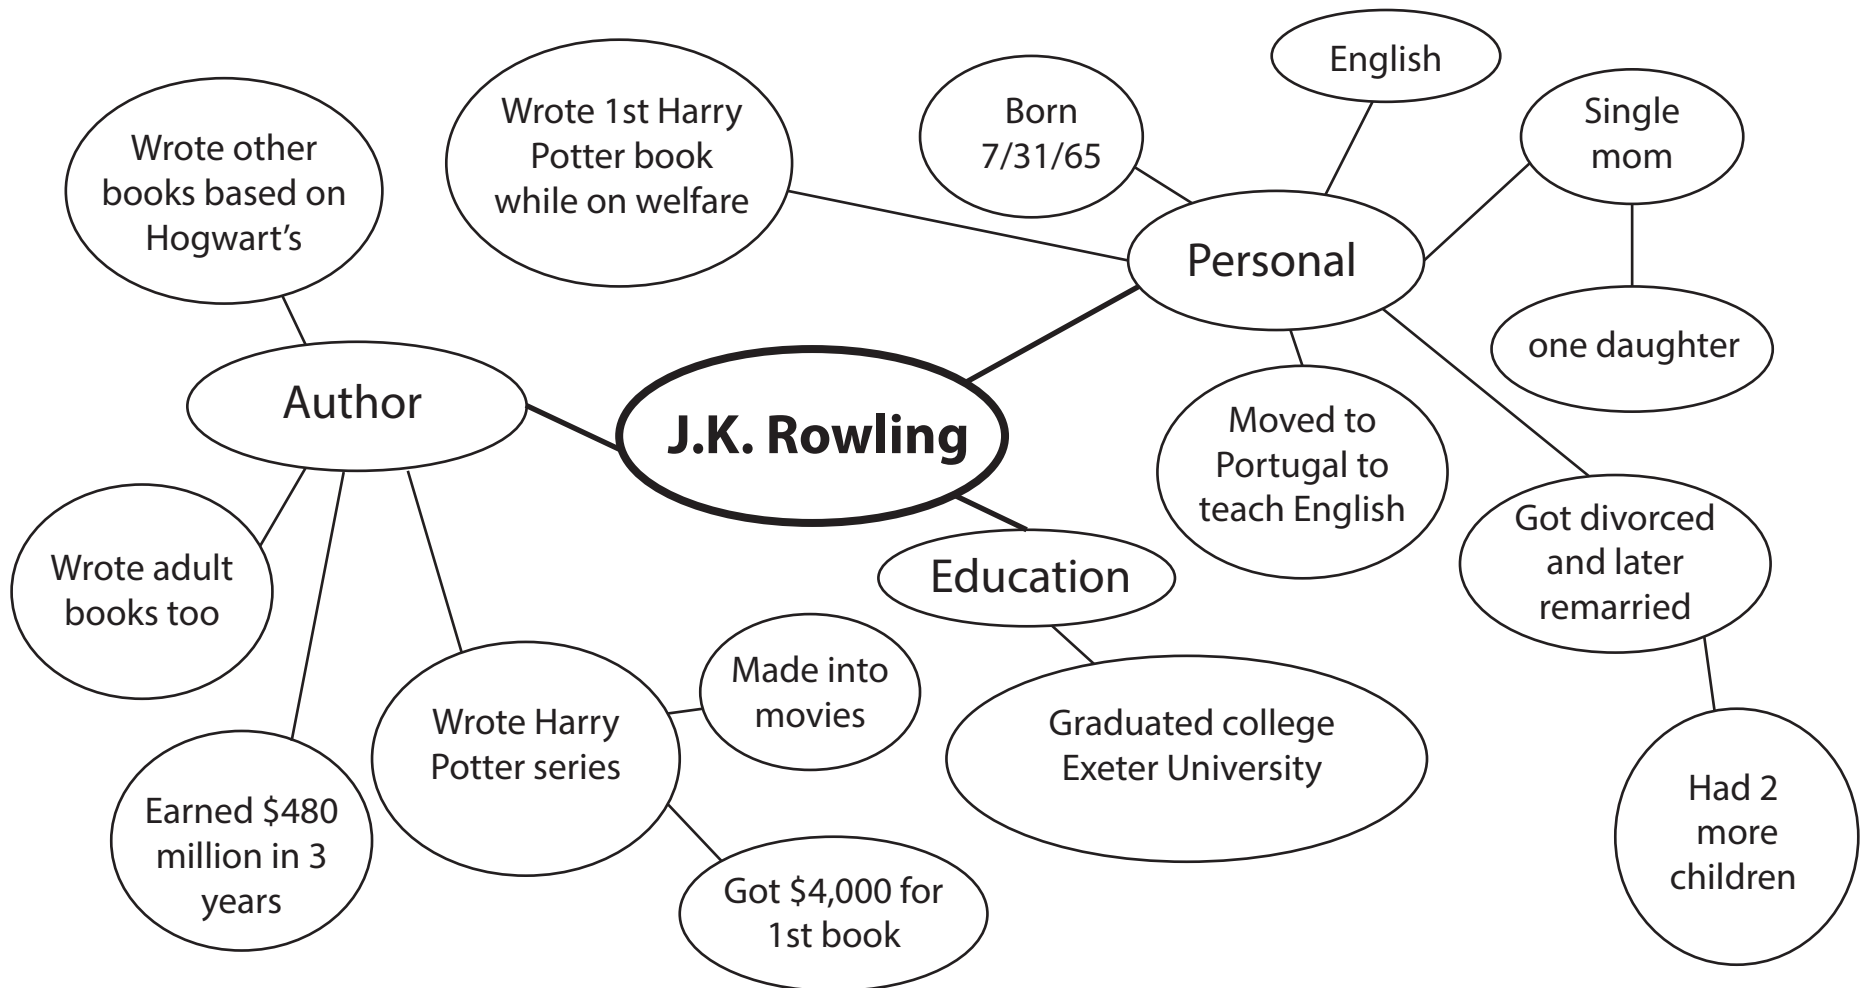 English
Wrote 1st Harry
Potter book
while on welfare
Born
7/31/65
Single
mom
Wrote other
books based on
Hogwart's
Personal
one daughter
Author
J.K. Rowling
Moved to
Portugal to
teach English
Got divorced
and later
remarried
Education
Wrote adult
books too
Made into
movies
Wrote Harry
Potter series
Graduated college
Exeter University
Earned $480
million in 3
years
Got $4,000 for
1st book
Had 2
more
children